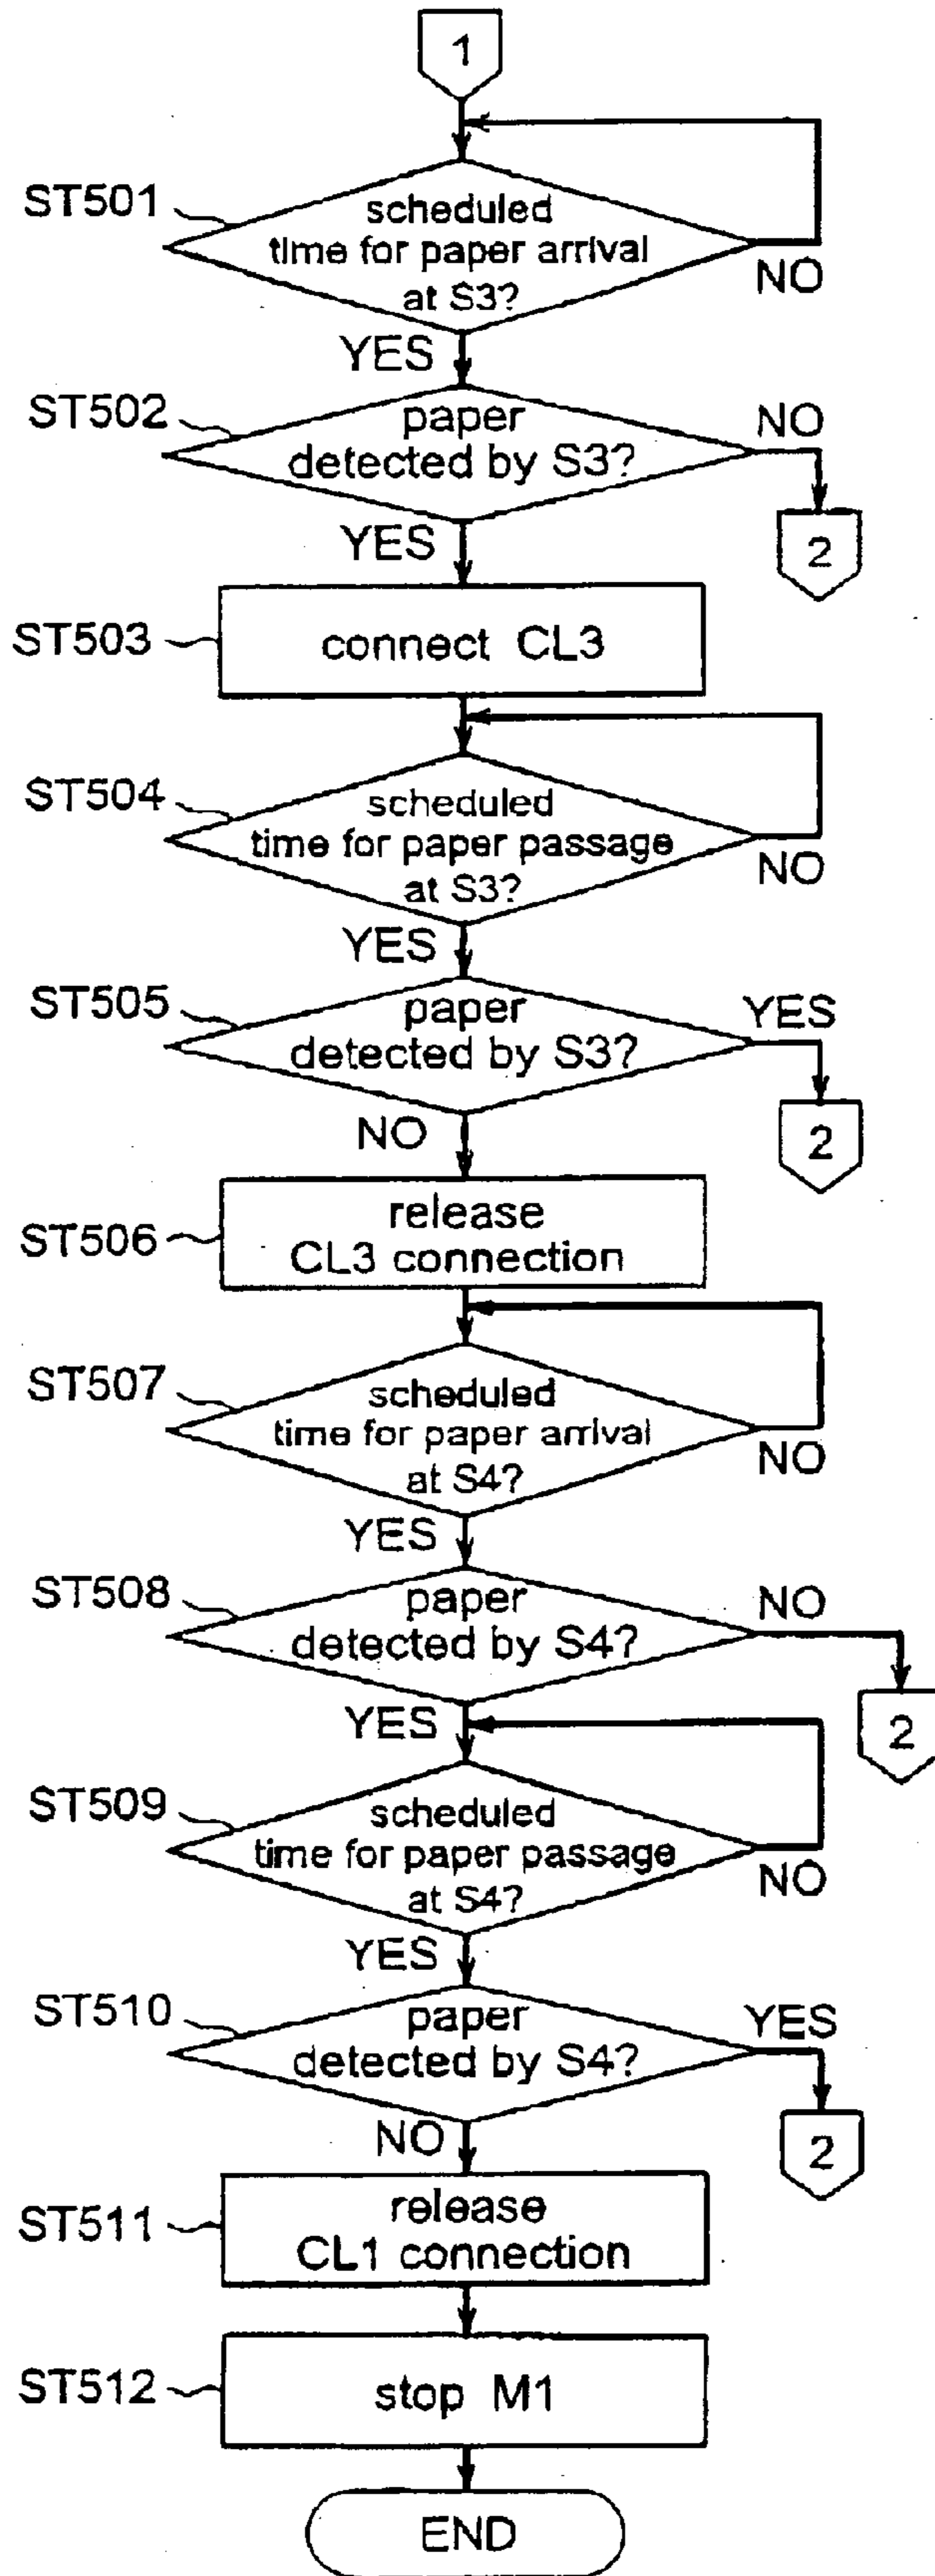 1
ST501
scheduled
time for paper arrival
at S3?
NO
YES
ST502
paper
detected by S3?
NO
2
YES
ST503
connect CL3
ST504
scheduled
time for paper passage
at S3?
NO
YES
ST505
paper
detected by S3?
YES
2
NO
ST506
release
CL3 connection
ST507
scheduled
time for paper arrival
at S4?
NO
YES
ST508
paper
detected by S4?
NO
2
YES
ST509
scheduled
time for paper passage
at S4?
NO
YES
ST510
paper
detected by S4?
YES
2
NO
ST511
release
CL1 connection
ST512
stop M1
END